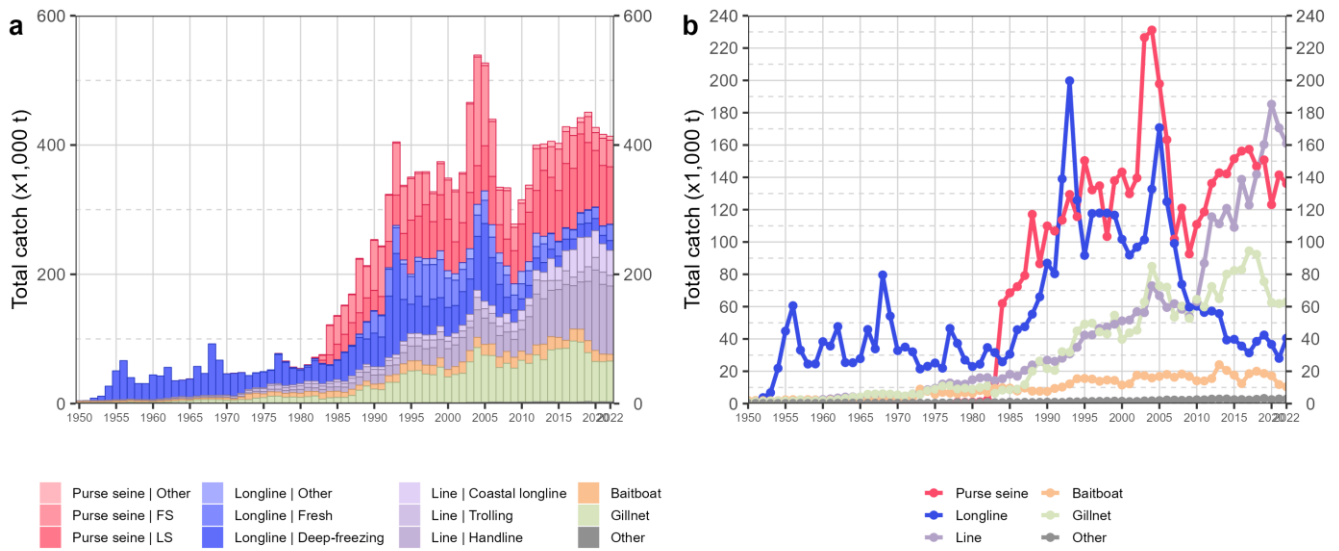 a
Total catch (x1,000 t)
600
400
200
0
600
400
200
0
1950 1955 1960 1965 1970 1975 1980 1985 1990 1995 2000 2005 2010 2015 2020 2022
b
Total catch (x1,000 t)
240
220
200
180
160
140
120
100
80
60
40
20
0
240
220
200
180
160
140
120
100
80
60
40
20
0
1950 1955 1960 1965 1970 1975 1980 1985 1990 1995 2000 2005 2010 2015 2020 2022
Purse seine | Other
Purse seine | FS
Purse seine | LS
Longline | Other
Longline | Fresh
Longline | Deep-freezing
Line | Coastal longline
Line | Trolling
Line | Handline
Baitboat
Gillnet
Other
Purse seine
Longline
Line
Baitboat
Gillnet
Other